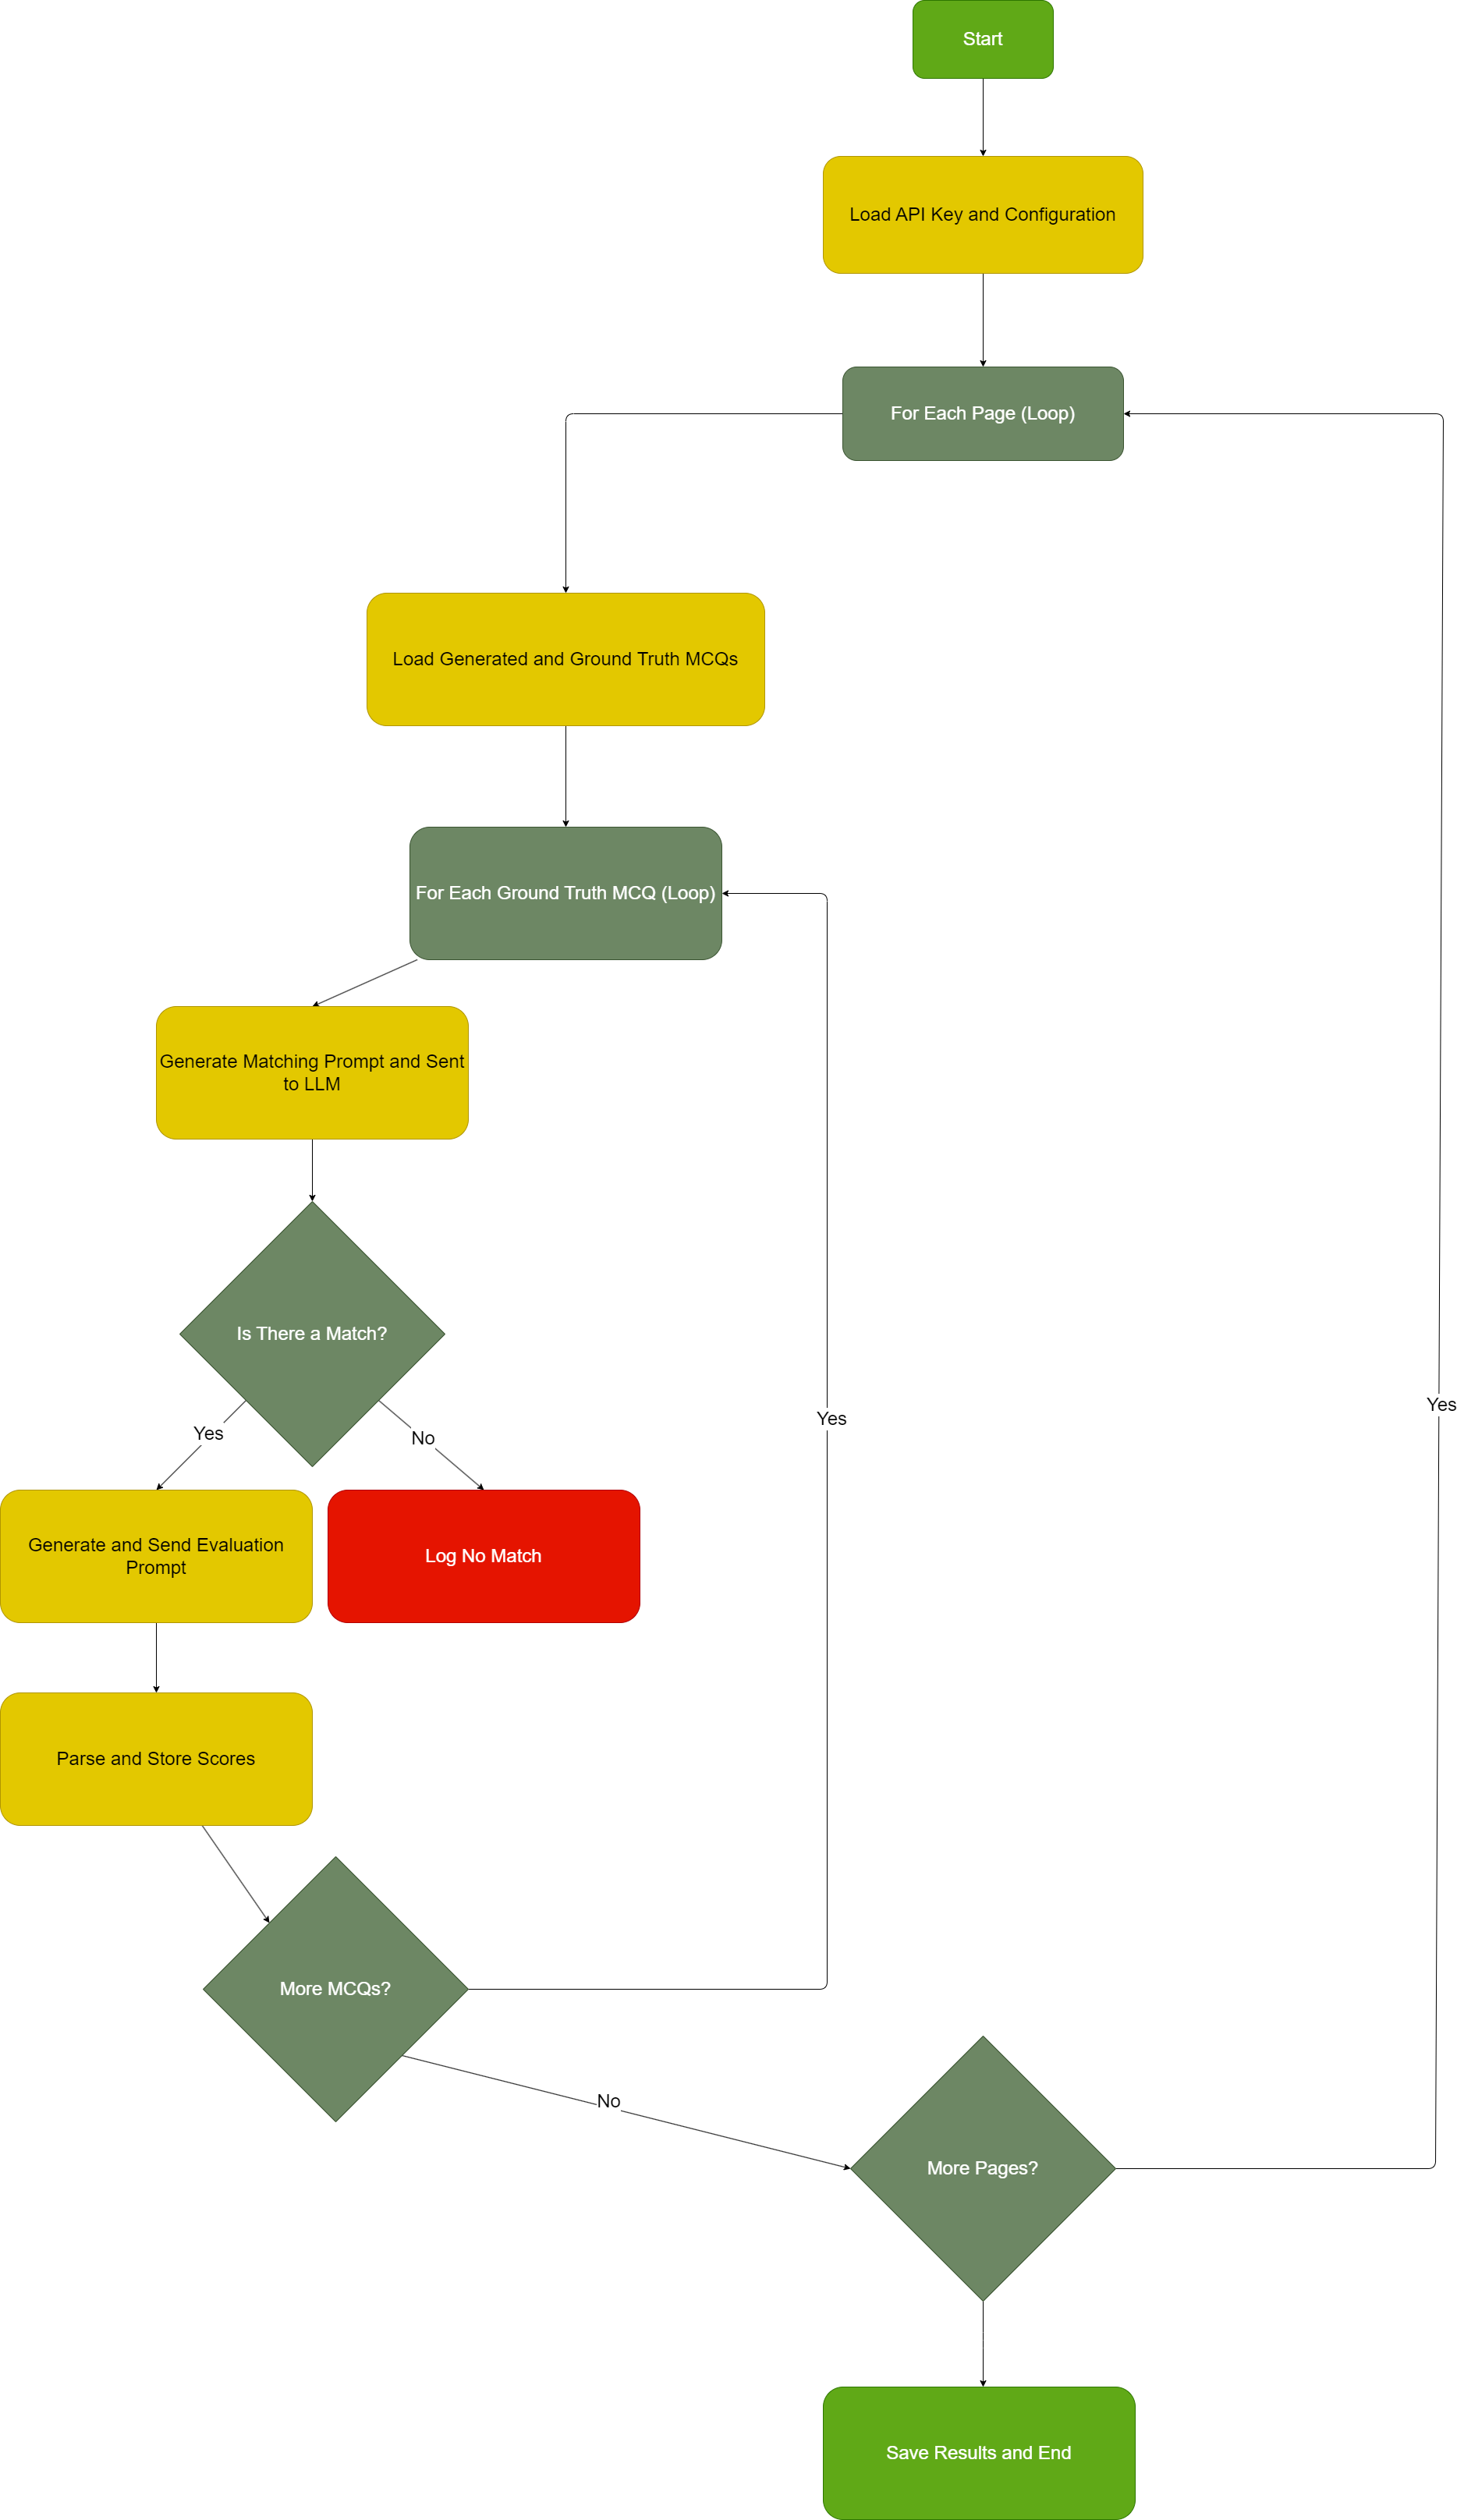 Start
Load API Key and Configuration
For Each Page (Loop)
Load Generated and Ground Truth MCQs
For Each Ground Truth MCQ (Loop)
Generate Matching Prompt and Sent
to LLM
Is There a Match?
Yes
No
Yes
Yes
Generate and Send Evaluation
Prompt
Log No Match
Parse and Store Scores
More MCQs?
No
More Pages?
Save Results and End